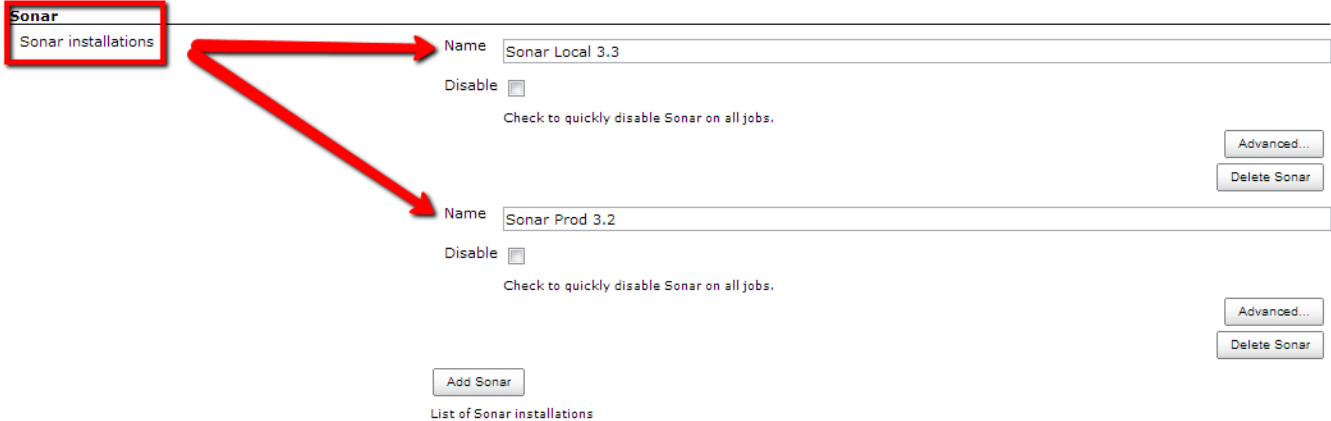 Sonar
Sonar installations
Name Sonar Local 3.3
Disable
Check to quickly disable Sonar on all jobs.
Advanced...
Delete Sonar
Name Sonar Prod 3.2
Disable
Check to quickly disable Sonar on all jobs.
Advanced...
Delete Sonar
Add Sonar
List of Sonar installations